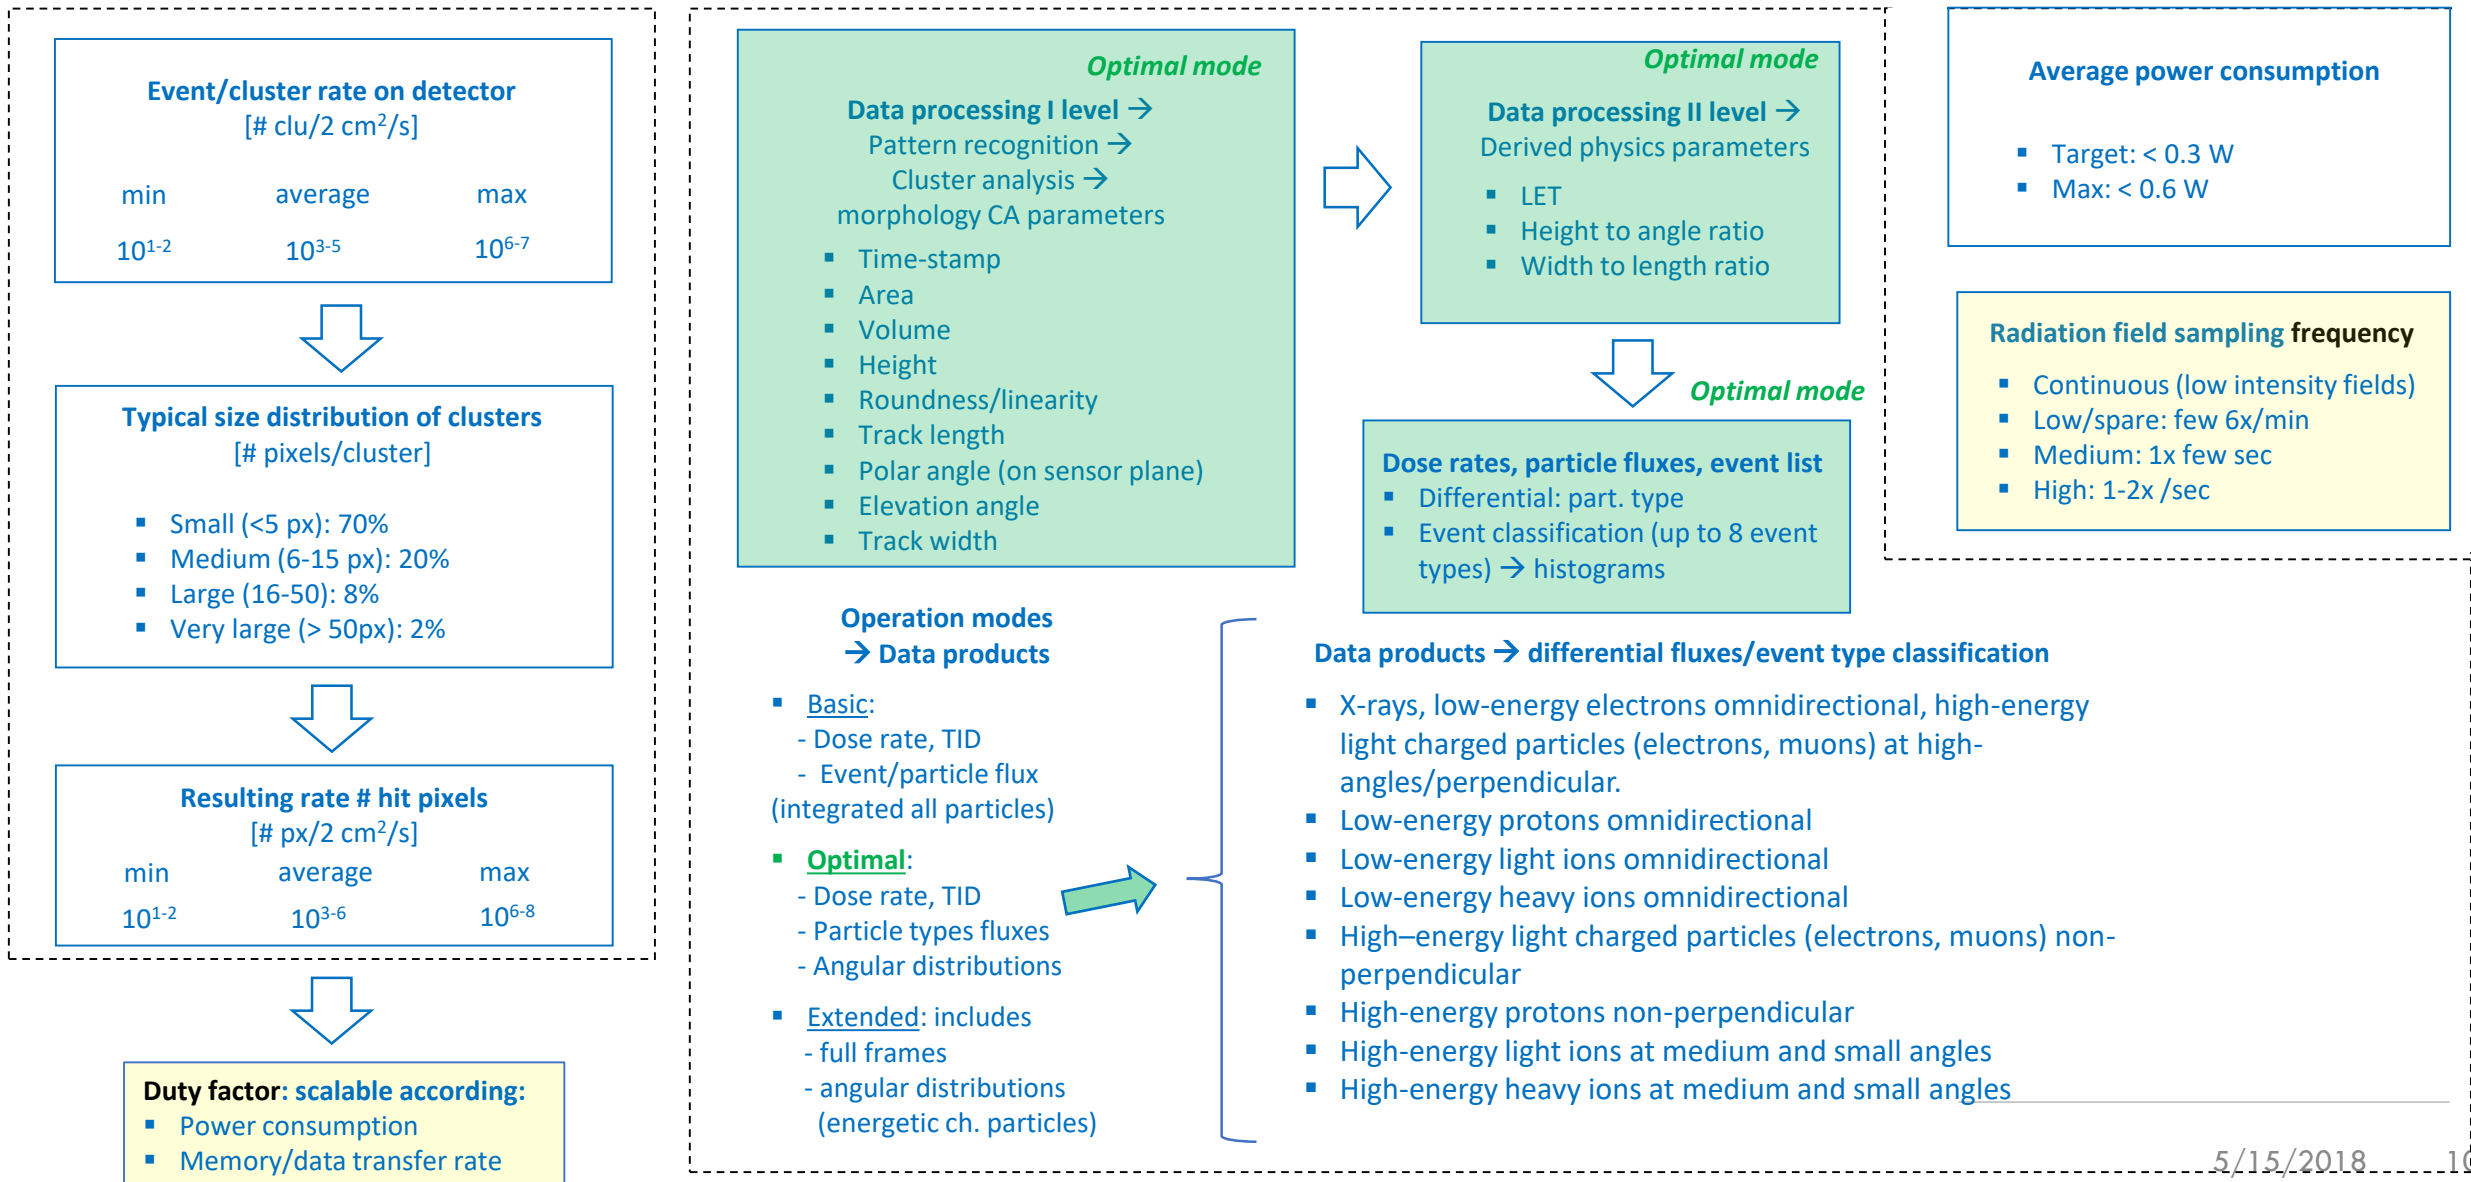 Event/cluster rate on detector
[# clu/2 cm²/s]
min average max
10¹⁻² 10³⁻⁵ 10⁶⁻⁷
Typical size distribution of clusters
[# pixels/cluster]
▪ Small (<5 px): 70%
▪ Medium (6-15 px): 20%
▪ Large (16-50): 8%
▪ Very large (> 50px): 2%
Resulting rate # hit pixels
[# px/2 cm²/s]
min average max
10¹⁻² 10³⁻⁶ 10⁶⁻⁸
Duty factor: scalable according:
▪ Power consumption
▪ Memory/data transfer rate
Optimal mode
Data processing I level →
Pattern recognition →
Cluster analysis →
morphology CA parameters
▪ Time-stamp
▪ Area
▪ Volume
▪ Height
▪ Roundness/linearity
▪ Track length
▪ Polar angle (on sensor plane)
▪ Elevation angle
▪ Track width
Optimal mode
Data processing II level →
Derived physics parameters
▪ LET
▪ Height to angle ratio
▪ Width to length ratio
Optimal mode
Dose rates, particle fluxes, event list
▪ Differential: part. type
▪ Event classification (up to 8 event
types) → histograms
Average power consumption
▪ Target: < 0.3 W
▪ Max: < 0.6 W
Radiation field sampling frequency
▪ Continuous (low intensity fields)
▪ Low/spare: few 6x/min
▪ Medium: 1x few sec
▪ High: 1-2x /sec
Operation modes
→ Data products
▪ Basic:
- Dose rate, TID
- Event/particle flux
(integrated all particles)
▪ Optimal:
- Dose rate, TID
- Particle types fluxes
- Angular distributions
▪ Extended: includes
- full frames
- angular distributions
(energetic ch. particles)
Data products → differential fluxes/event type classification
▪ X-rays, low-energy electrons omnidirectional, high-energy
light charged particles (electrons, muons) at high-
angles/perpendicular.
▪ Low-energy protons omnidirectional
▪ Low-energy light ions omnidirectional
▪ Low-energy heavy ions omnidirectional
▪ High–energy light charged particles (electrons, muons) non-
perpendicular
▪ High-energy protons non-perpendicular
▪ High-energy light ions at medium and small angles
▪ High-energy heavy ions at medium and small angles
5/15/2018